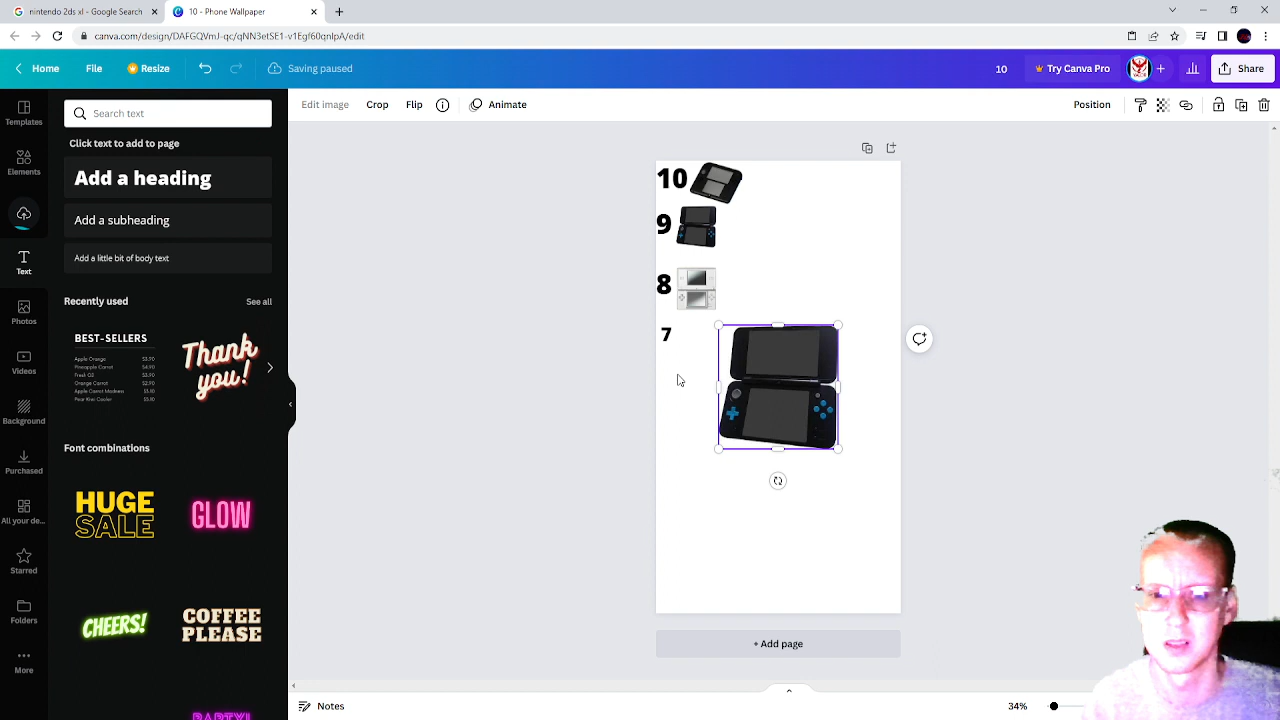 nintendo 2ds xl - Google Search
10 - Phone Wallpaper
canva.com/design/DAFGQVmJ-qc/qNN3etSE1-v1Egf60qnlpA/edit
Home
File
Resize
Saving paused
10
Try Canva Pro
Share
Templates
Elements
Text
Photos
Videos
Background
Purchased
All your de...
Starred
Folders
More
Search text
Click text to add to page
Add a heading
Add a subheading
Add a little bit of body text
Recently used
See all
BEST-SELLERS
Thank
you!
Font combinations
HUGE
SALE
GLOW
CHEERS!
COFFEE
PLEASE
PARTY!
Edit image
Crop
Flip
Animate
Position
10
9
8
7
+ Add page
Notes
34%